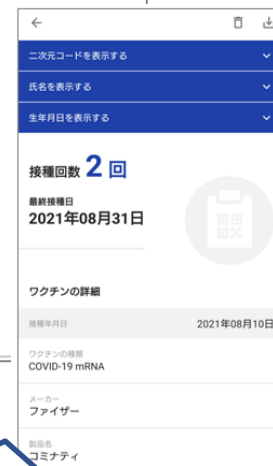 二次元コードを表示する
氏名を表示する
生年月日を表示する
接種回数 2 回
最終接種日
2021年08月31日
ワクチンの詳細
接種年月日 2021年08月10日
ワクチンの種類
COVID-19 mRNA
メーカー
ファイザー
製品名
コミナティ